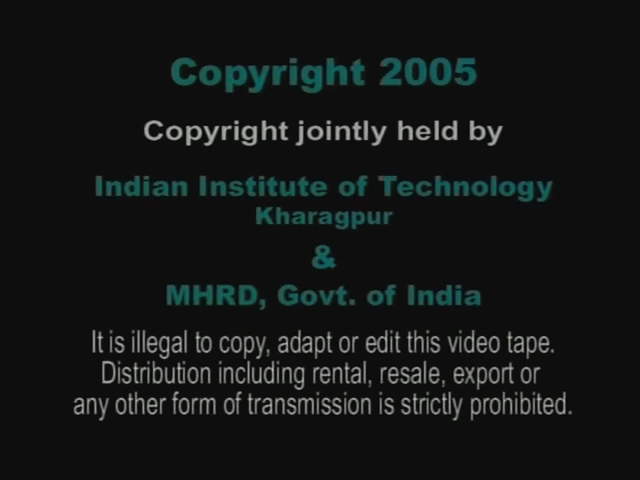 Copyright 2005
Copyright jointly held by
Indian Institute of Technology
Kharagpur
&
MHRD, Govt. of India
It is illegal to copy, adapt or edit this video tape.
Distribution including rental, resale, export or
any other form of transmission is strictly prohibited.